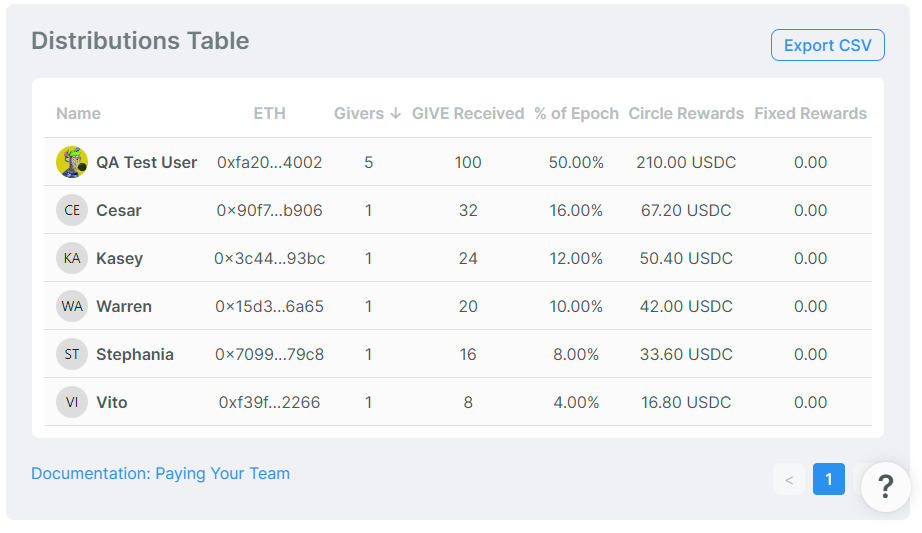 Distributions Table
Export CSV
Name ETH Givers ↓ GIVE Received % of Epoch Circle Rewards Fixed Rewards
QA Test User 0xfa20...4002 5 100 50.00% 210.00 USDC 0.00
CE Cesar 0×90f7...b906 1 32 16.00% 67.20 USDC 0.00
KA Kasey 0×3c44...93bc 1 24 12.00% 50.40 USDC 0.00
WA Warren 0×15d3...6a65 1 20 10.00% 42.00 USDC 0.00
ST Stephania 0×7099...79c8 1 16 8.00% 33.60 USDC 0.00
VI Vito 0xf39f...2266 1 8 4.00% 16.80 USDC 0.00
Documentation: Paying Your Team
< 1 ?